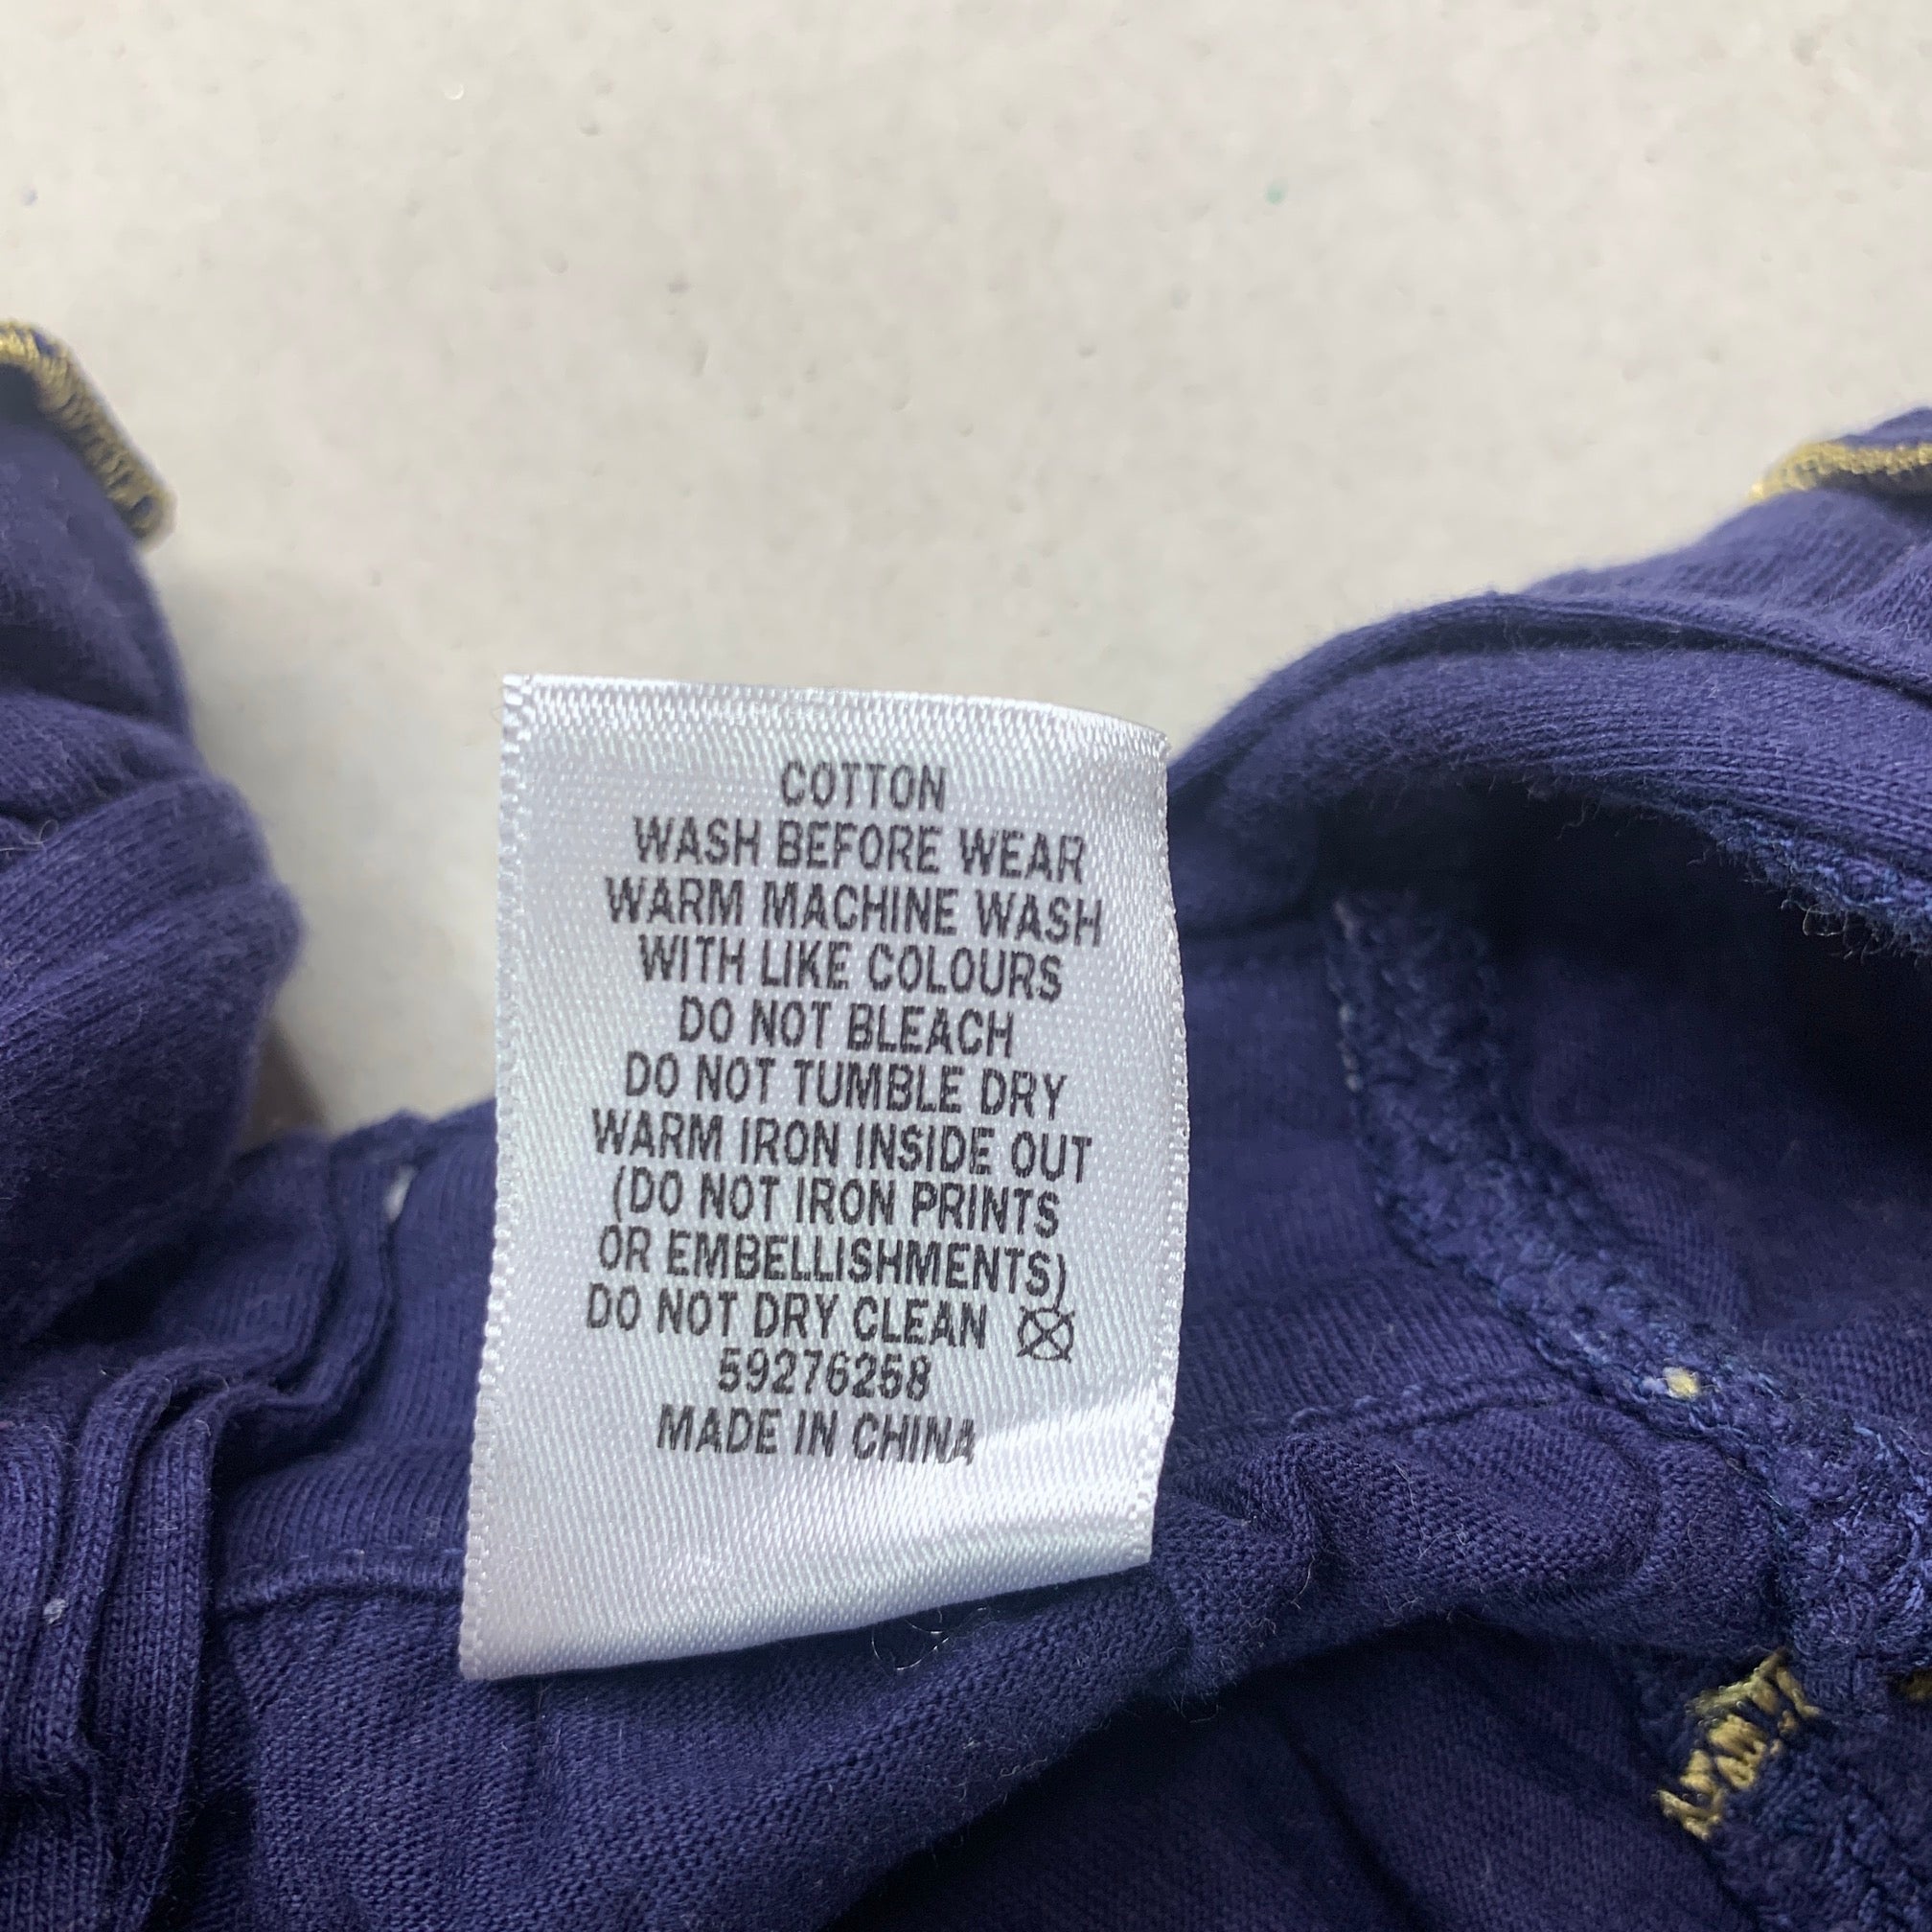 COTTON
WASH BEFORE WEAR
WARM MACHINE WASH
WITH LIKE COLOURS
DO NOT BLEACH
DO NOT TUMBLE DRY
WARM IRON INSIDE OUT
(DO NOT IRON PRINTS
OR EMBELLISHMENTS)
DO NOT DRY CLEAN
59276258
MADE IN CHINA